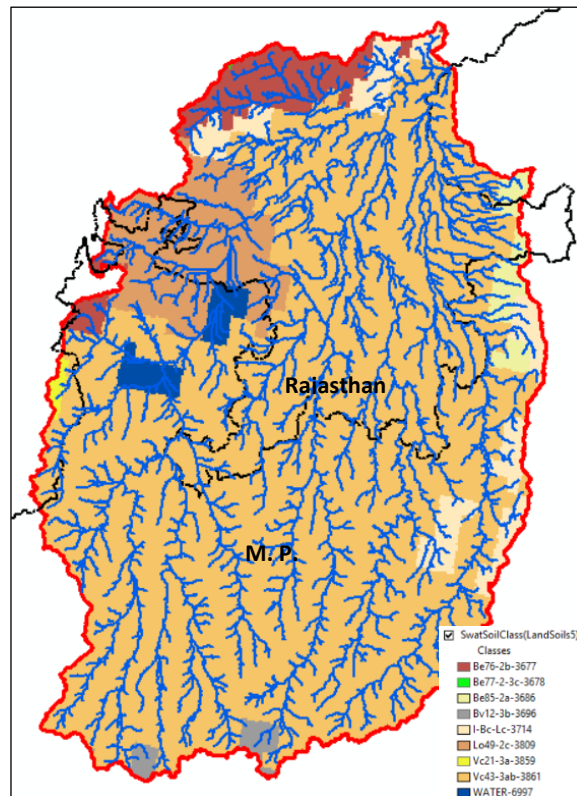 Rajasthan
M. P.
SwatSoilClass(LandSoils5)
Classes
Be76-2b-3677
Be77-2-3c-3678
Be85-2a-3686
Bv12-3b-3696
I-Bc-Lc-3714
Lo49-2c-3809
Vc21-3a-3859
Vc43-3ab-3861
WATER-6997